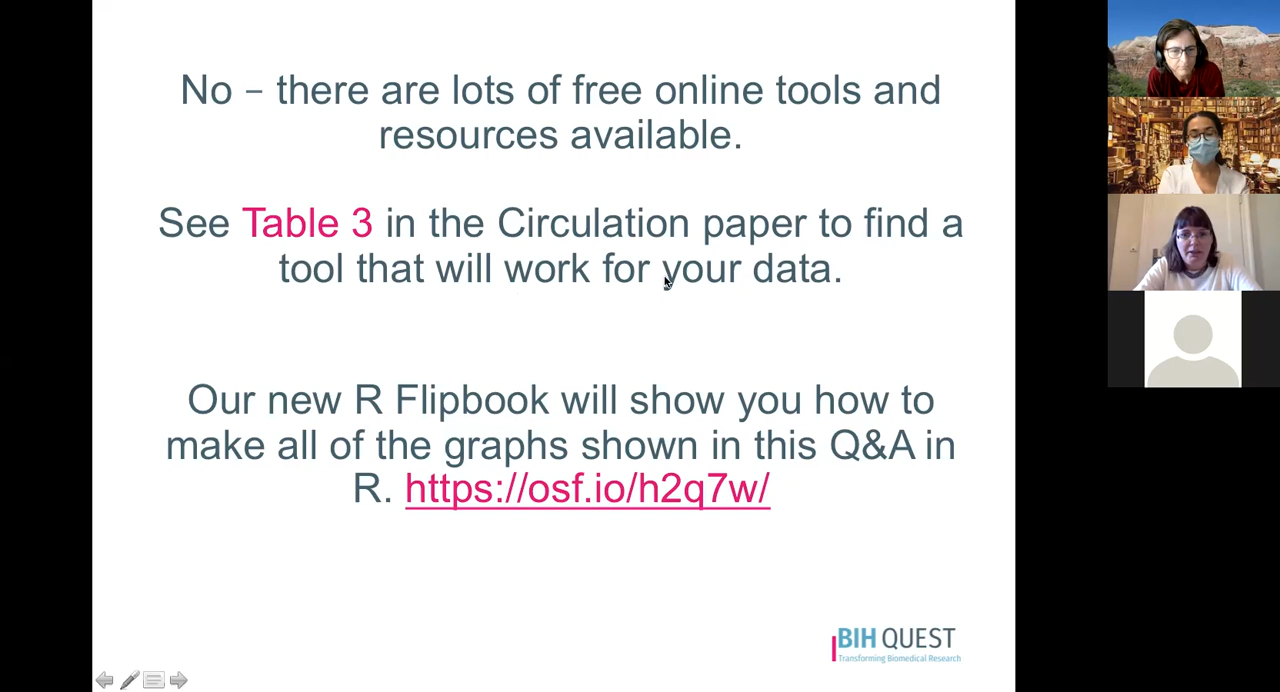 No – there are lots of free online tools and
resources available.
See Table 3 in the Circulation paper to find a
tool that will work for your data.
Our new R Flipbook will show you how to
make all of the graphs shown in this Q&A in
R. https://osf.io/h2q7w/
BIH QUEST
Transforming Biomedical Research